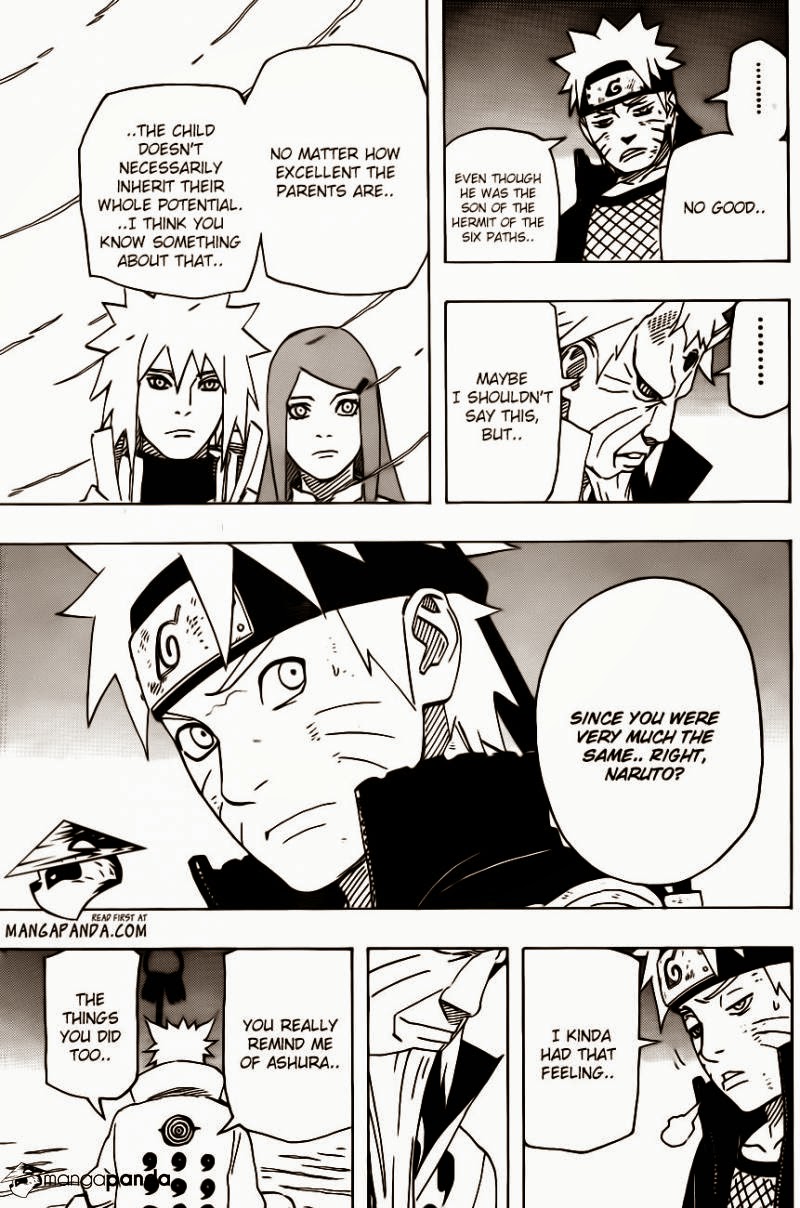 .......
NO GOOD..
EVEN THOUGH
HE WAS THE
SON OF THE
HERMIT OF THE
SIX PATHS..
NO MATTER HOW
EXCELLENT THE
PARENTS ARE..
..THE CHILD
DOESN'T
NECESSARILY
INHERIT THEIR
WHOLE POTENTIAL.
..I THINK YOU
KNOW SOMETHING
ABOUT THAT..
........
MAYBE
I SHOULDN'T
SAY THIS,
BUT..
SINCE YOU WERE
VERY MUCH THE
SAME.. RIGHT,
NARUTO?
READ FIRST AT
MANGAPANDA.COM
I KINDA
HAD THAT
FEELING..
YOU REALLY
REMIND ME
OF ASHURA..
THE
THINGS
YOU DID
TOO..
mangapanda